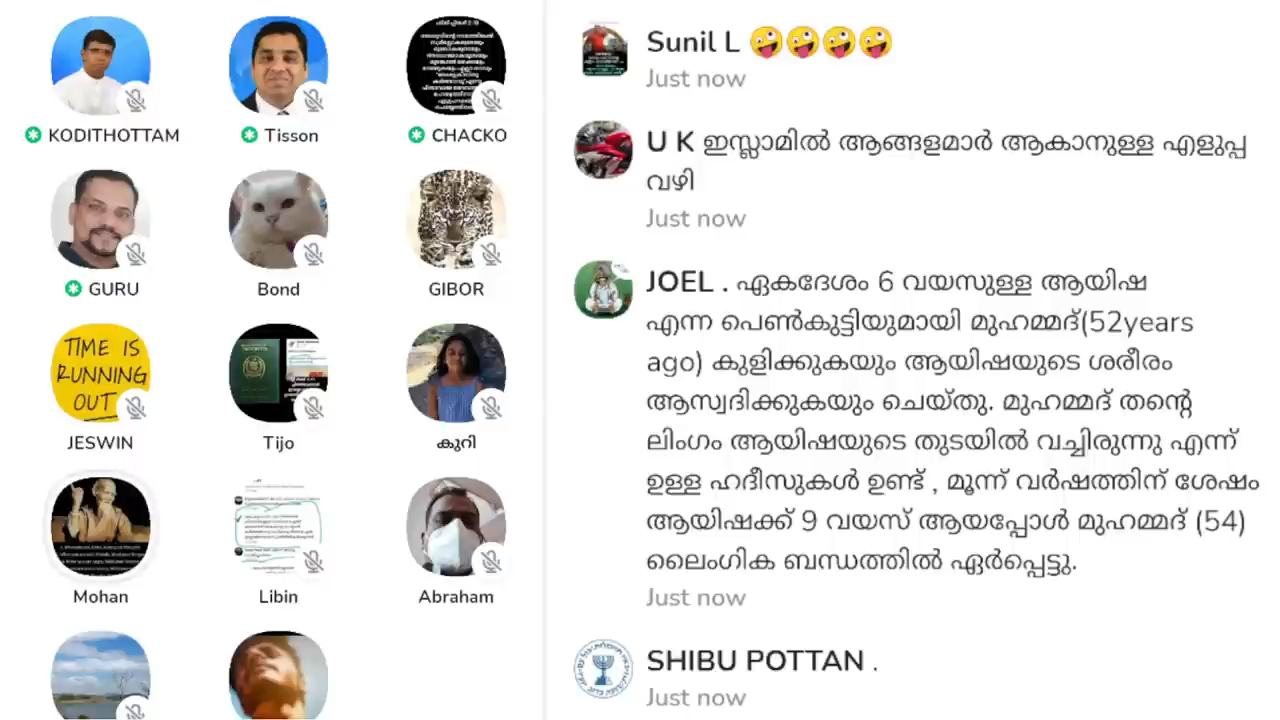 KODITHOTTAM
Tisson
CHACKO
GURU
Bond
GIBOR
TIME IS
RUNNING
OUT
JESWIN
Tijo
കുറി
Mohan
Libin
Abraham
Sunil L 🤪🤪🤪🤪
Just now
U K ഇസ്ലാമിൽ ആങ്ങളമാർ ആകാനുള്ള എളുപ്പ
വഴി
Just now
JOEL . ഏകദേശം 6 വയസുള്ള ആയിഷ
എന്ന പെൺകുട്ടിയുമായി മുഹമ്മദ്(52years
ago) കുളിക്കുകയും ആയിഷയുടെ ശരീരം
ആസ്വദിക്കുകയും ചെയ്തു. മുഹമ്മദ് തന്റെ
ലിംഗം ആയിഷയുടെ തുടയിൽ വച്ചിരുന്നു എന്ന്
ഉള്ള ഹദീസുകൾ ഉണ്ട് , മൂന്ന് വർഷത്തിന് ശേഷം
ആയിഷക്ക് 9 വയസ് ആയപ്പോൾ മുഹമ്മദ് (54)
ലൈംഗിക ബന്ധത്തിൽ ഏർപ്പെട്ടു.
Just now
SHIBU POTTAN .
Just now